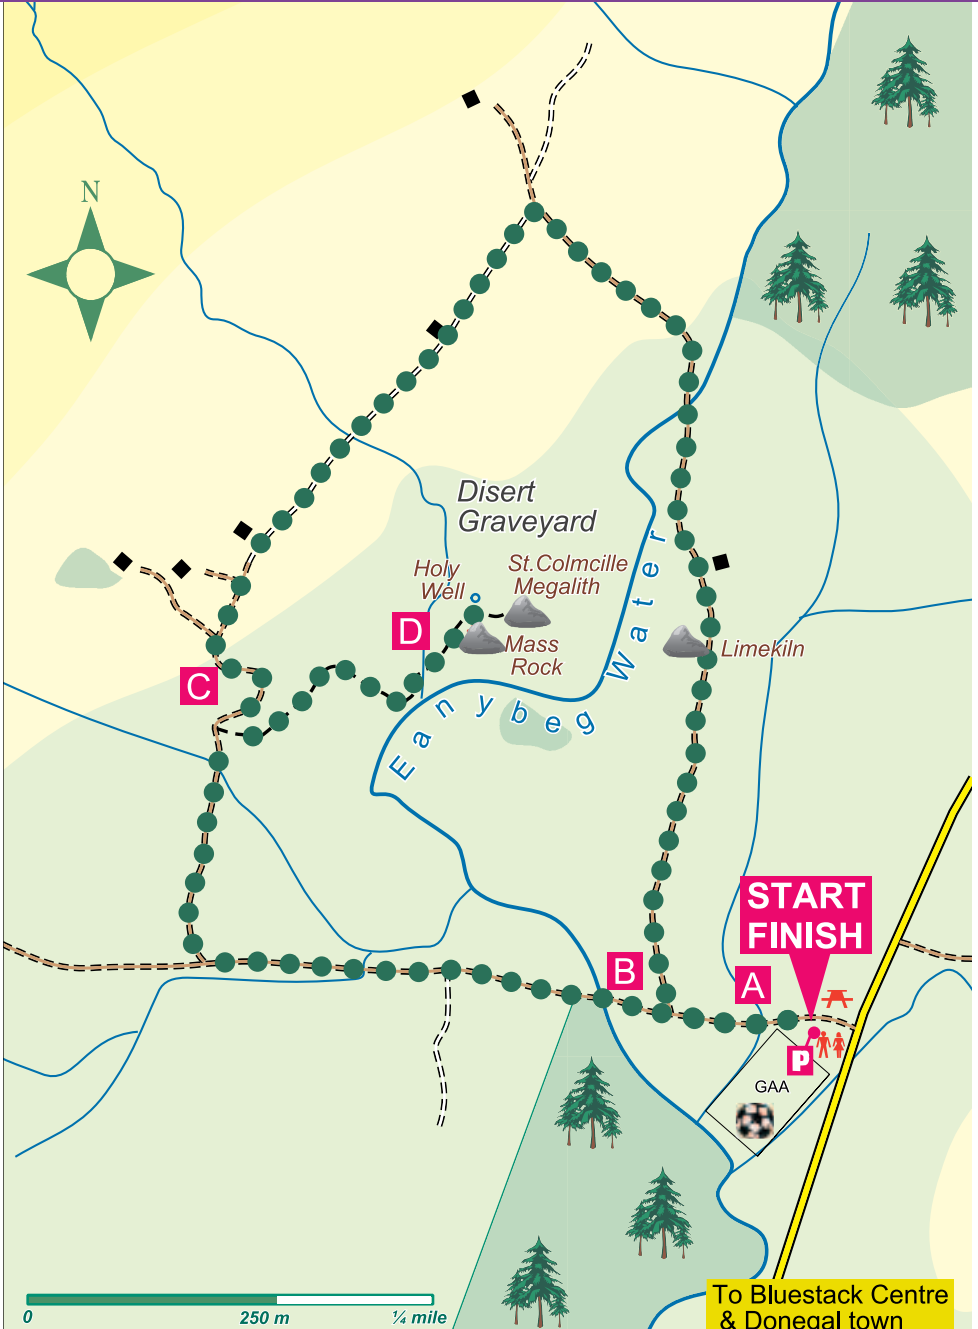 N
Disert
Graveyard
Holy
Well
St.Colmcille
Megalith
D
Mass
Rock
Limekiln
C
Eanybeg Water
START
FINISH
B
A
P
GAA
0
250 m
¼ mile
To Bluestack Centre
& Donegal town